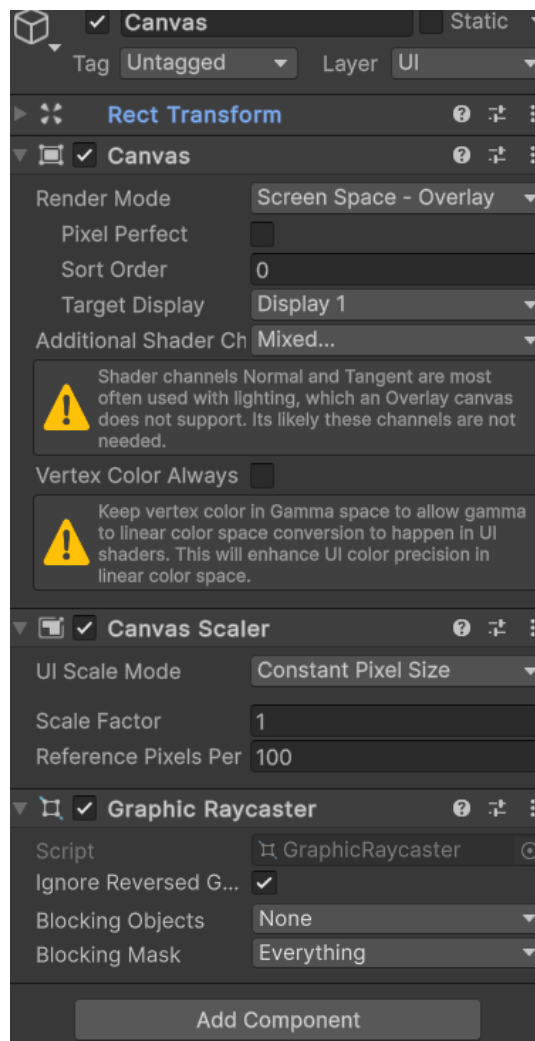 Canvas Static
Tag Untagged Layer UI
Rect Transform
Canvas
Render Mode Screen Space - Overlay
Pixel Perfect
Sort Order 0
Target Display Display 1
Additional Shader Ch Mixed...
Shader channels Normal and Tangent are most
often used with lighting, which an Overlay canvas
does not support. Its likely these channels are not
needed.
Vertex Color Always
Keep vertex color in Gamma space to allow gamma
to linear color space conversion to happen in UI
shaders. This will enhance UI color precision in
linear color space.
Canvas Scaler
UI Scale Mode Constant Pixel Size
Scale Factor 1
Reference Pixels Per 100
Graphic Raycaster
Script GraphicRaycaster
Ignore Reversed G...
Blocking Objects None
Blocking Mask Everything
Add Component